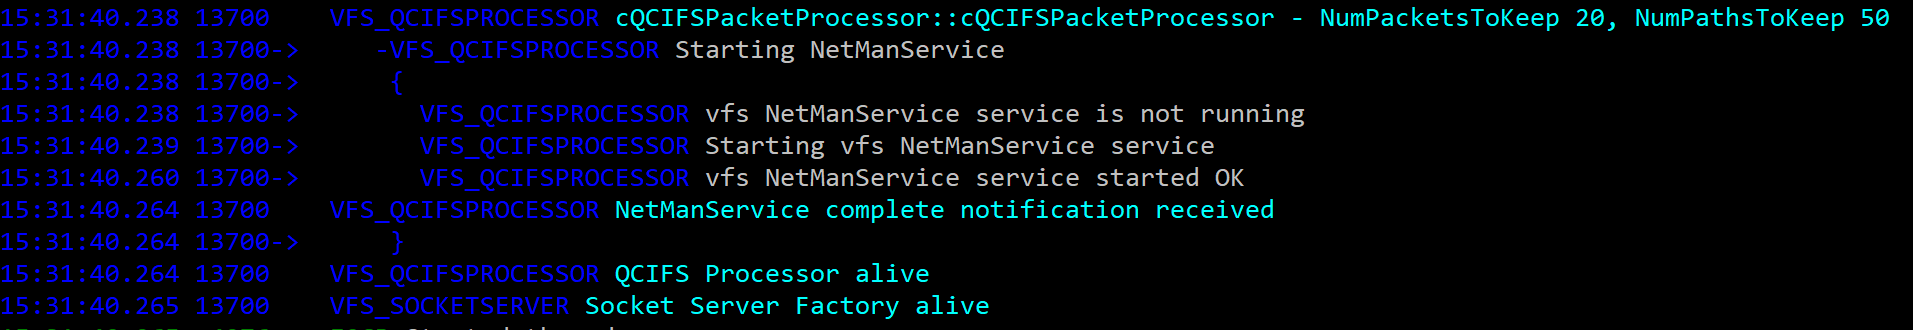 15:31:40.238 13700 VFS_QCIFSPROCESSOR cQCIFSPacketProcessor::cQCIFSPacketProcessor - NumPacketsToKeep 20, NumPathsToKeep 50
15:31:40.238 13700-> -VFS_QCIFSPROCESSOR Starting NetManService
15:31:40.238 13700-> {
15:31:40.238 13700-> VFS_QCIFSPROCESSOR vfs NetManService service is not running
15:31:40.239 13700-> VFS_QCIFSPROCESSOR Starting vfs NetManService service
15:31:40.260 13700-> VFS_QCIFSPROCESSOR vfs NetManService service started OK
15:31:40.264 13700 VFS_QCIFSPROCESSOR NetManService complete notification received
15:31:40.264 13700-> }
15:31:40.264 13700 VFS_QCIFSPROCESSOR QCIFS Processor alive
15:31:40.265 13700 VFS_SOCKETSERVER Socket Server Factory alive